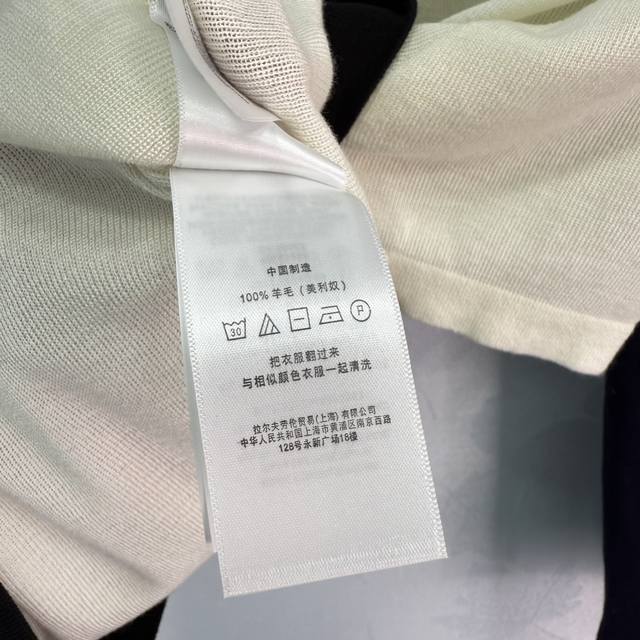 中国制造
100% 羊毛（美利奴）
30 P
把衣服翻过来
与相似颜色衣服一起清洗
拉尔夫劳伦贸易(上海)有限公司
中华人民共和国上海市黄浦区南京西路
128号永新广场18楼